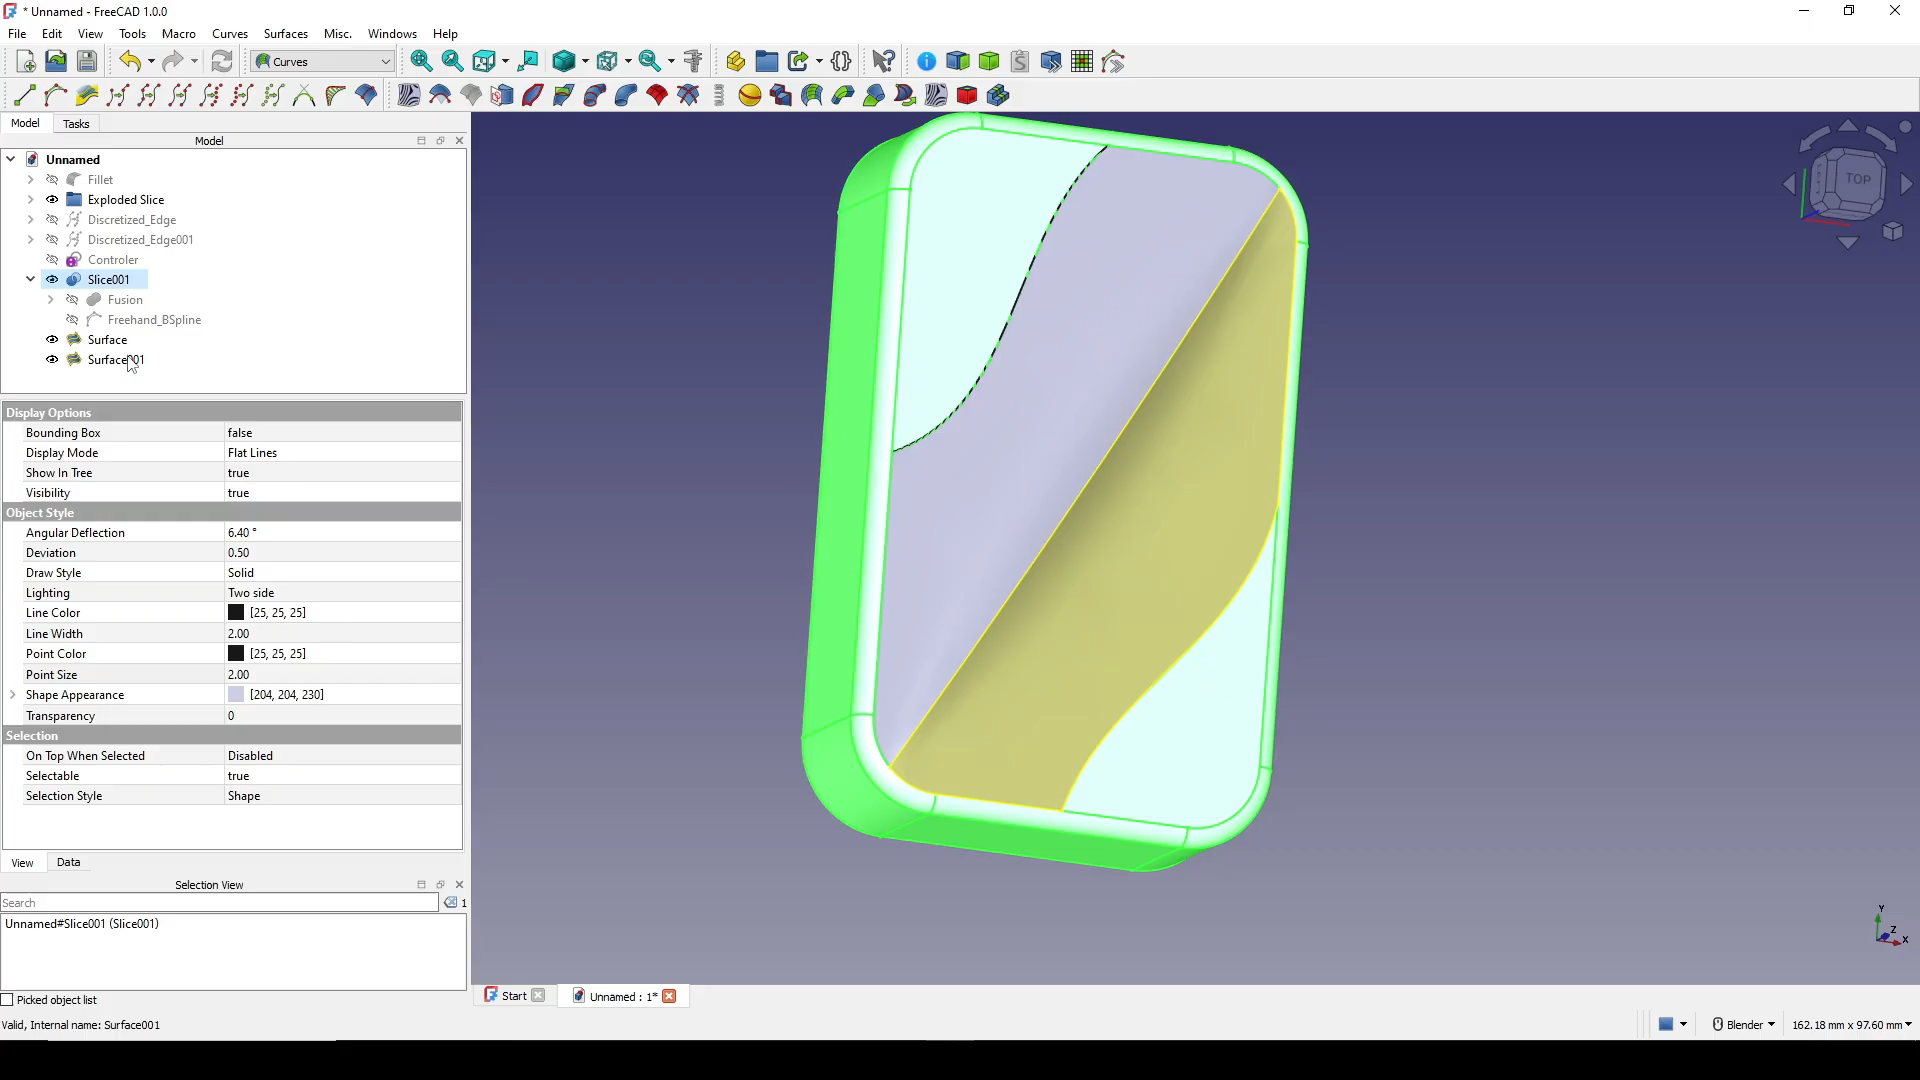 * Unnamed - FreeCAD 1.0.0
File Edit View Tools Macro Curves Surfaces Misc. Windows Help
Curves
Model Tasks
Model
Unnamed
Fillet
Exploded Slice
Discretized_Edge
Discretized_Edge001
Controler
Slice001
Fusion
Freehand_BSpline
Surface
Surface001
Display Options
Bounding Box false
Display Mode Flat Lines
Show In Tree true
Visibility true
Object Style
Angular Deflection 6.40 °
Deviation 0.50
Draw Style Solid
Lighting Two side
Line Color [25, 25, 25]
Line Width 2.00
Point Color [25, 25, 25]
Point Size 2.00
Shape Appearance [204, 204, 230]
Transparency 0
Selection
On Top When Selected Disabled
Selectable true
Selection Style Shape
View Data
Selection View
Search 1
Unnamed#Slice001 (Slice001)
Picked object list
Valid, Internal name: Surface001
TOP
Y
Z
X
Start Unnamed : 1*
Blender 162.18 mm x 97.60 mm